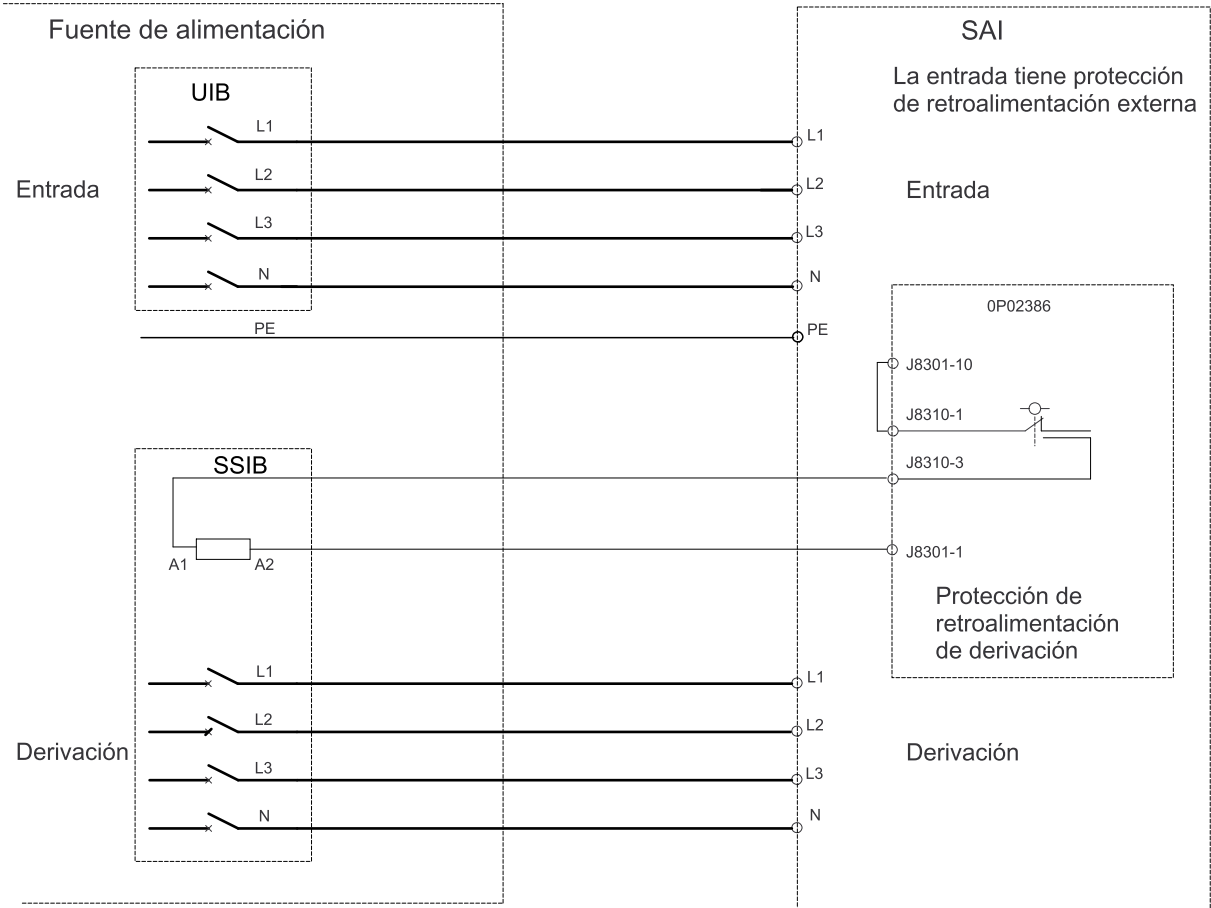 Fuente de alimentación
SAI
La entrada tiene protección
de retroalimentación externa
UIB
L1
L1
L2
L2
Entrada
Entrada
L3
L3
N
N
0P02386
PE
PE
J8301-10
J8310-1
SSIB
J8310-3
A1
A2
J8301-1
Protección de
retroalimentación
de derivación
L1
L1
L2
L2
Derivación
Derivación
L3
L3
N
N